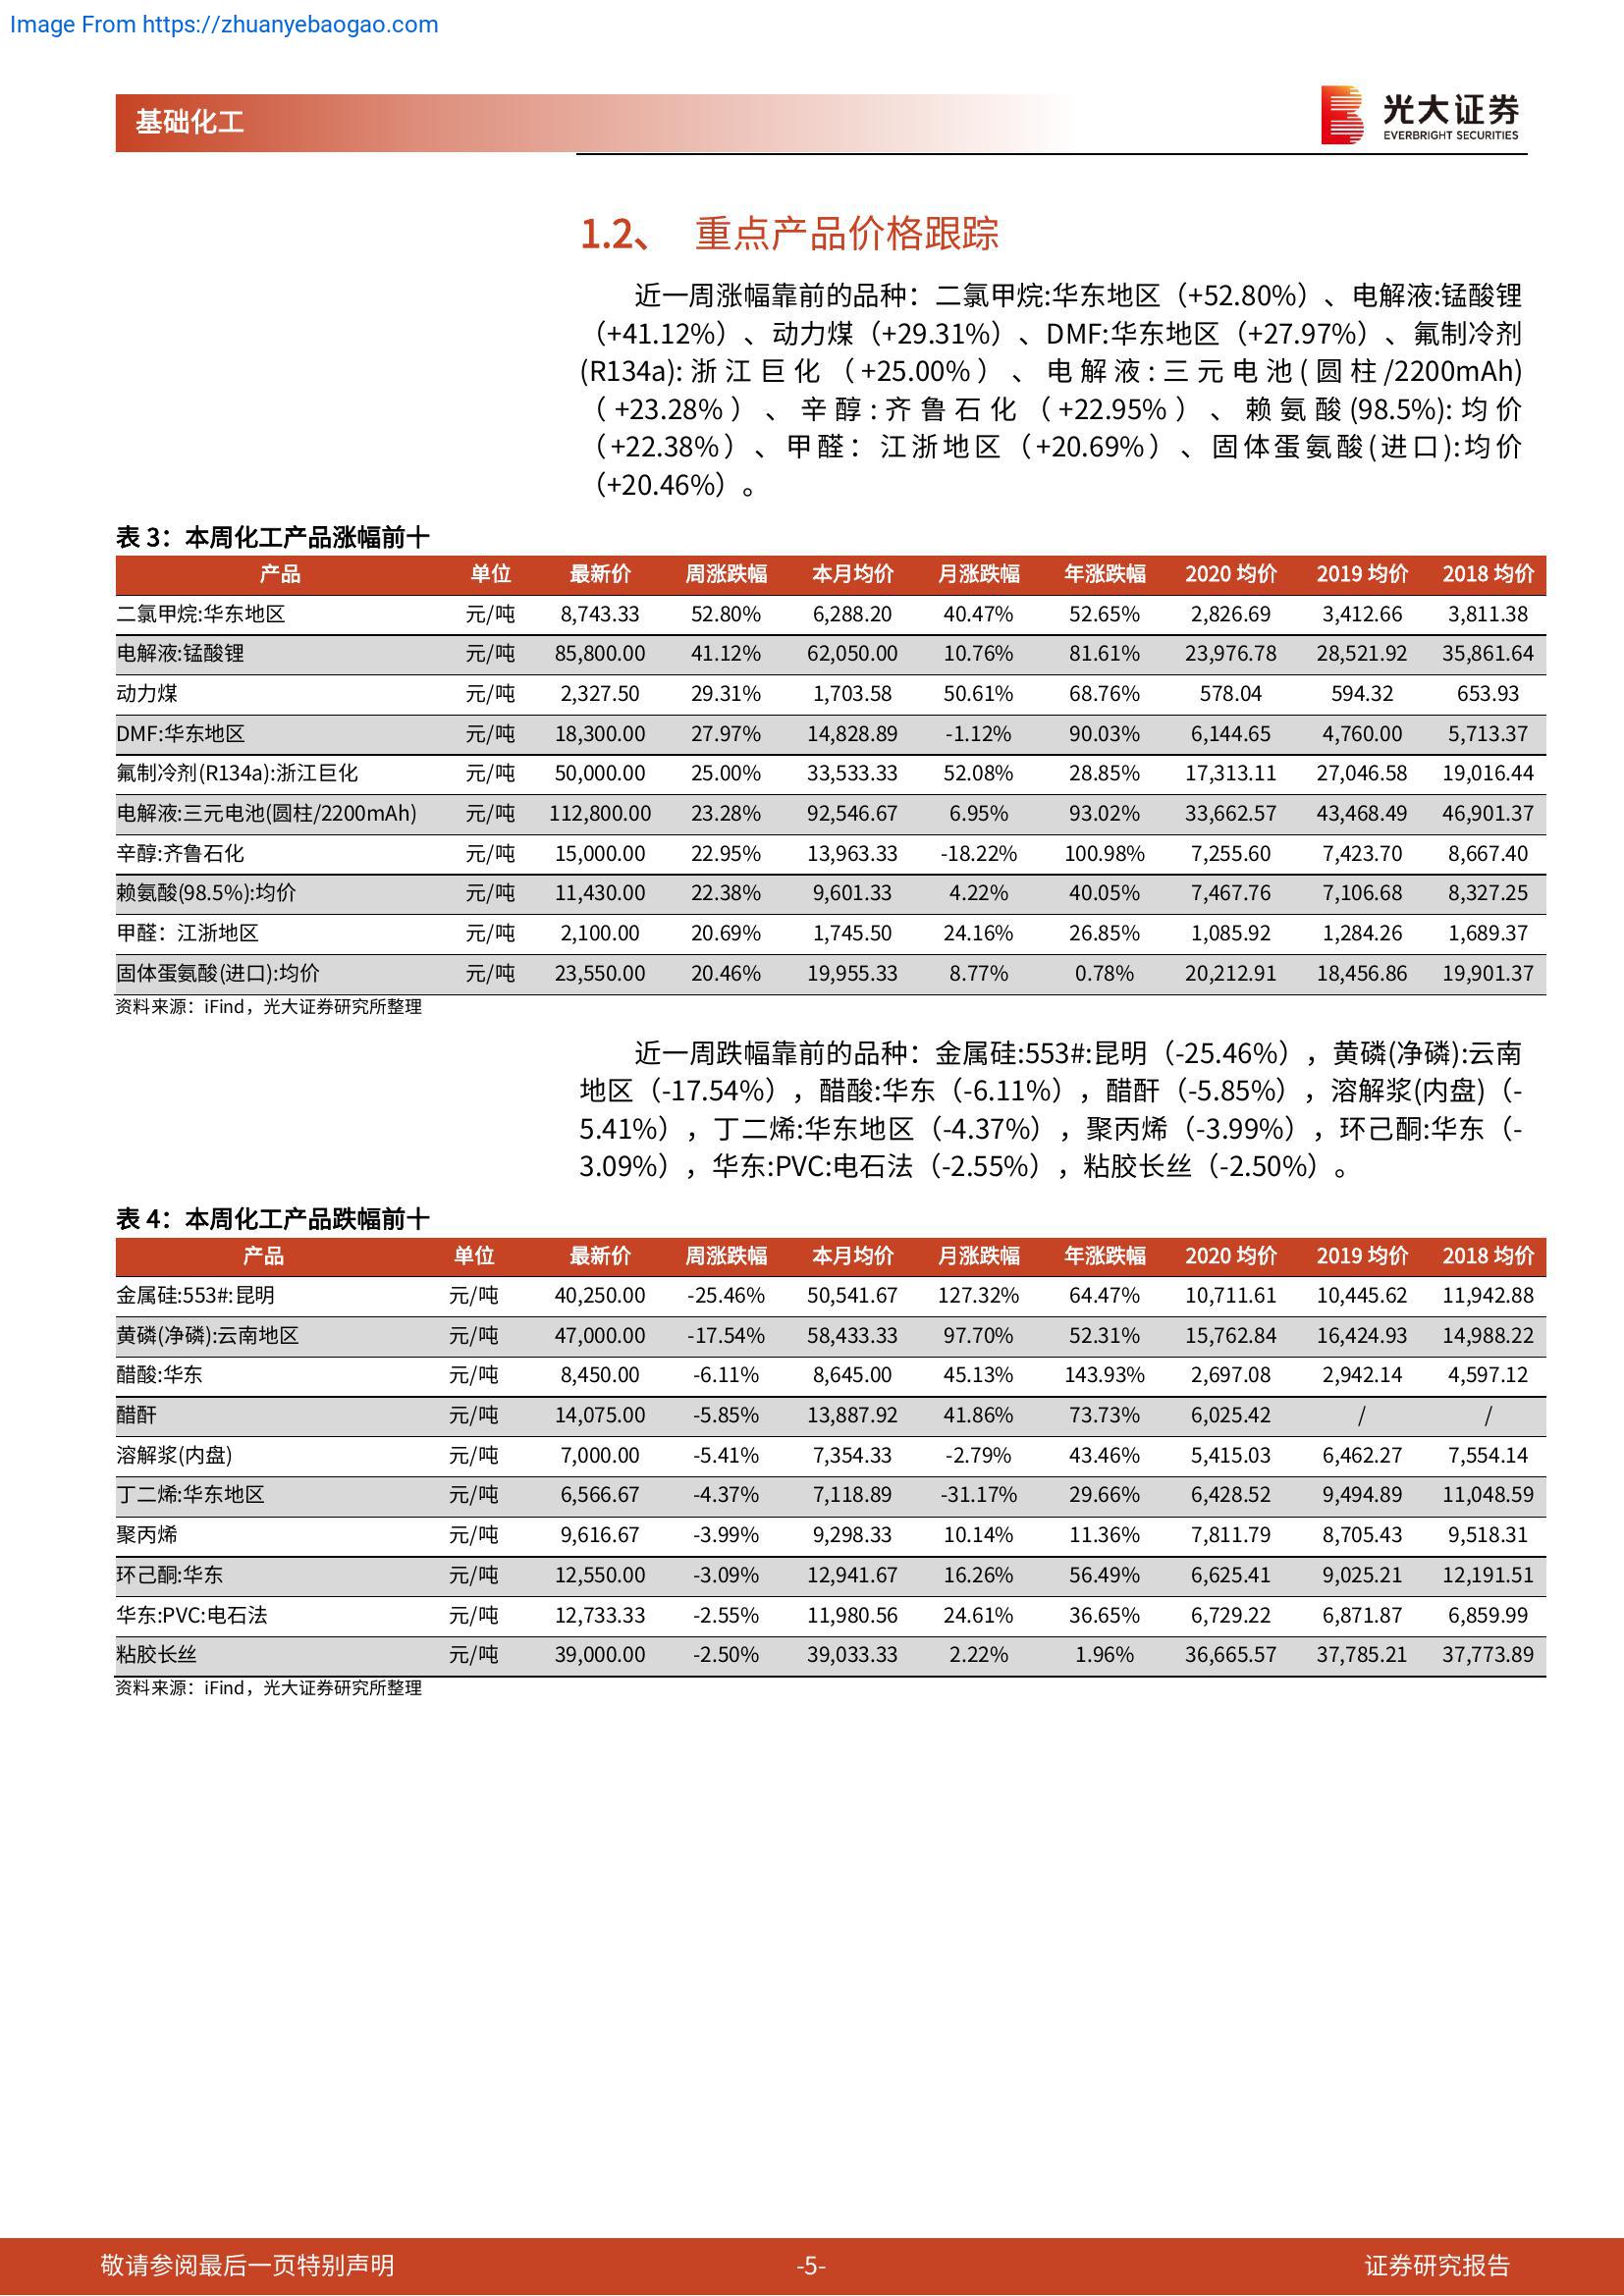 Image From https://zhuanyebaogao.com
基础化工
光大证券
EVERBRIGHT SECURITIES
1.2、 重点产品价格跟踪
近一周涨幅靠前的品种：二氯甲烷:华东地区（+52.80%）、电解液:锰酸锂
（+41.12%）、动力煤（+29.31%）、DMF:华东地区（+27.97%）、氟制冷剂
(R134a):浙江巨化（+25.00%）、电解液:三元电池(圆柱/2200mAh)
（+23.28%）、辛醇:齐鲁石化（+22.95%）、赖氨酸(98.5%):均价
（+22.38%）、甲醛：江浙地区（+20.69%）、固体蛋氨酸(进口):均价
（+20.46%）。
表 3：本周化工产品涨幅前十
产品 单位 最新价 周涨跌幅 本月均价 月涨跌幅 年涨跌幅 2020 均价 2019 均价 2018 均价
二氯甲烷:华东地区 元/吨 8,743.33 52.80% 6,288.20 40.47% 52.65% 2,826.69 3,412.66 3,811.38
电解液:锰酸锂 元/吨 85,800.00 41.12% 62,050.00 10.76% 81.61% 23,976.78 28,521.92 35,861.64
动力煤 元/吨 2,327.50 29.31% 1,703.58 50.61% 68.76% 578.04 594.32 653.93
DMF:华东地区 元/吨 18,300.00 27.97% 14,828.89 -1.12% 90.03% 6,144.65 4,760.00 5,713.37
氟制冷剂(R134a):浙江巨化 元/吨 50,000.00 25.00% 33,533.33 52.08% 28.85% 17,313.11 27,046.58 19,016.44
电解液:三元电池(圆柱/2200mAh) 元/吨 112,800.00 23.28% 92,546.67 6.95% 93.02% 33,662.57 43,468.49 46,901.37
辛醇:齐鲁石化 元/吨 15,000.00 22.95% 13,963.33 -18.22% 100.98% 7,255.60 7,423.70 8,667.40
赖氨酸(98.5%):均价 元/吨 11,430.00 22.38% 9,601.33 4.22% 40.05% 7,467.76 7,106.68 8,327.25
甲醛：江浙地区 元/吨 2,100.00 20.69% 1,745.50 24.16% 26.85% 1,085.92 1,284.26 1,689.37
固体蛋氨酸(进口):均价 元/吨 23,550.00 20.46% 19,955.33 8.77% 0.78% 20,212.91 18,456.86 19,901.37
资料来源：iFind，光大证券研究所整理
近一周跌幅靠前的品种：金属硅:553#:昆明（-25.46%），黄磷(净磷):云南
地区（-17.54%），醋酸:华东（-6.11%），醋酐（-5.85%），溶解浆(内盘)（-
5.41%），丁二烯:华东地区（-4.37%），聚丙烯（-3.99%），环己酮:华东（-
3.09%），华东:PVC:电石法（-2.55%），粘胶长丝（-2.50%）。
表 4：本周化工产品跌幅前十
产品 单位 最新价 周涨跌幅 本月均价 月涨跌幅 年涨跌幅 2020 均价 2019 均价 2018 均价
金属硅:553#:昆明 元/吨 40,250.00 -25.46% 50,541.67 127.32% 64.47% 10,711.61 10,445.62 11,942.88
黄磷(净磷):云南地区 元/吨 47,000.00 -17.54% 58,433.33 97.70% 52.31% 15,762.84 16,424.93 14,988.22
醋酸:华东 元/吨 8,450.00 -6.11% 8,645.00 45.13% 143.93% 2,697.08 2,942.14 4,597.12
醋酐 元/吨 14,075.00 -5.85% 13,887.92 41.86% 73.73% 6,025.42 / /
溶解浆(内盘) 元/吨 7,000.00 -5.41% 7,354.33 -2.79% 43.46% 5,415.03 6,462.27 7,554.14
丁二烯:华东地区 元/吨 6,566.67 -4.37% 7,118.89 -31.17% 29.66% 6,428.52 9,494.89 11,048.59
聚丙烯 元/吨 9,616.67 -3.99% 9,298.33 10.14% 11.36% 7,811.79 8,705.43 9,518.31
环己酮:华东 元/吨 12,550.00 -3.09% 12,941.67 16.26% 56.49% 6,625.41 9,025.21 12,191.51
华东:PVC:电石法 元/吨 12,733.33 -2.55% 11,980.56 24.61% 36.65% 6,729.22 6,871.87 6,859.99
粘胶长丝 元/吨 39,000.00 -2.50% 39,033.33 2.22% 1.96% 36,665.57 37,785.21 37,773.89
资料来源：iFind，光大证券研究所整理
敬请参阅最后一页特别声明 -5- 证券研究报告